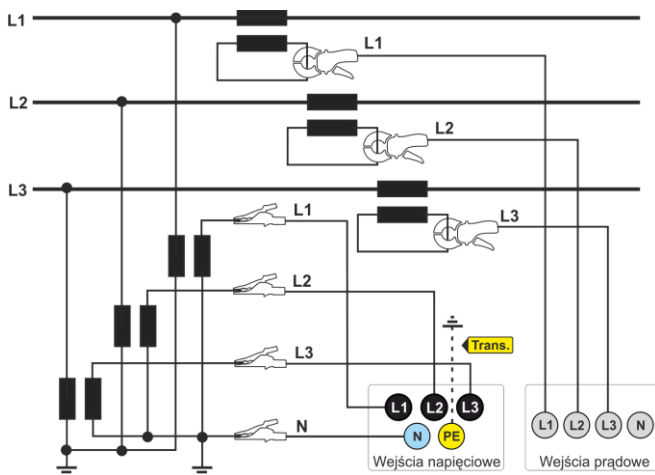 L1
L1
L2
L2
L3
L3
L1
L2
Trans.
L3
N
L1 L2 L3
N PE
Wejścia napięciowe
L1 L2 L3 N
Wejścia prądowe